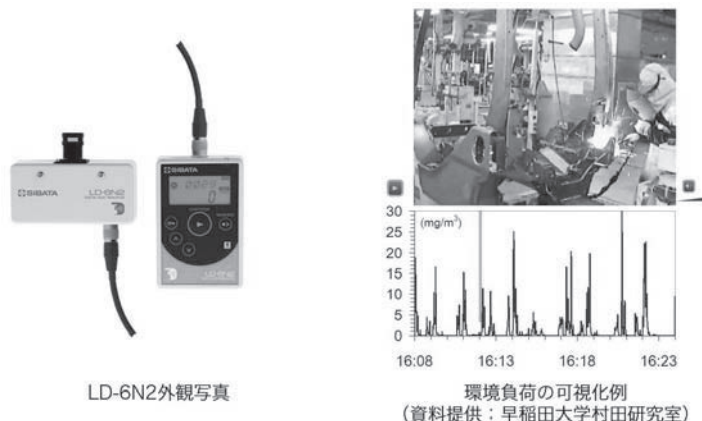 SIBATA
LD-6N2
SIBATA
LD-6N2
30
(mg/m³)
25
20
15
10
5
0
16:08
16:13
16:18
16:23
LD-6N2外観写真
環境負荷の可視化例
（資料提供：早稲田大学村田研究室）